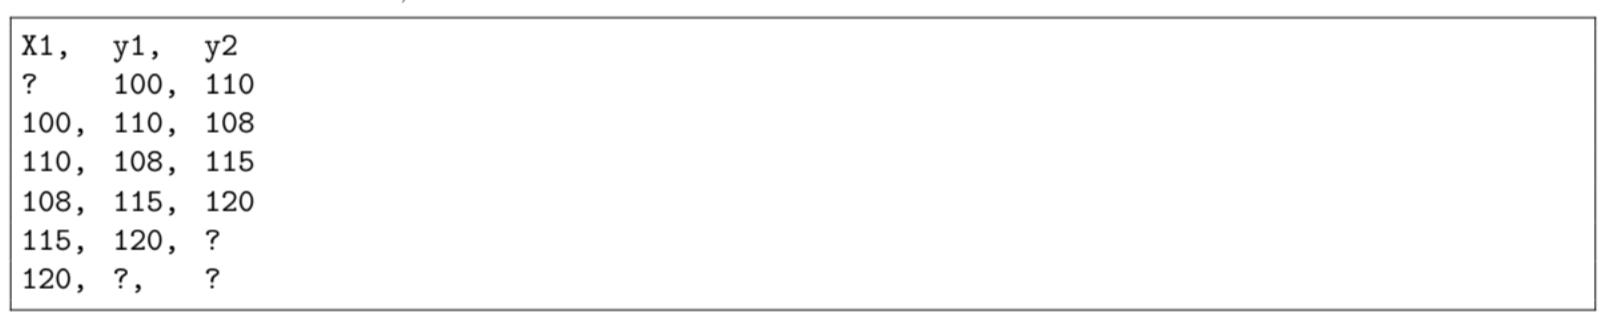 X1,  y1,  y2
?    100, 110
100, 110, 108
110, 108, 115
108, 115, 120
115, 120, ?
120, ?,   ?